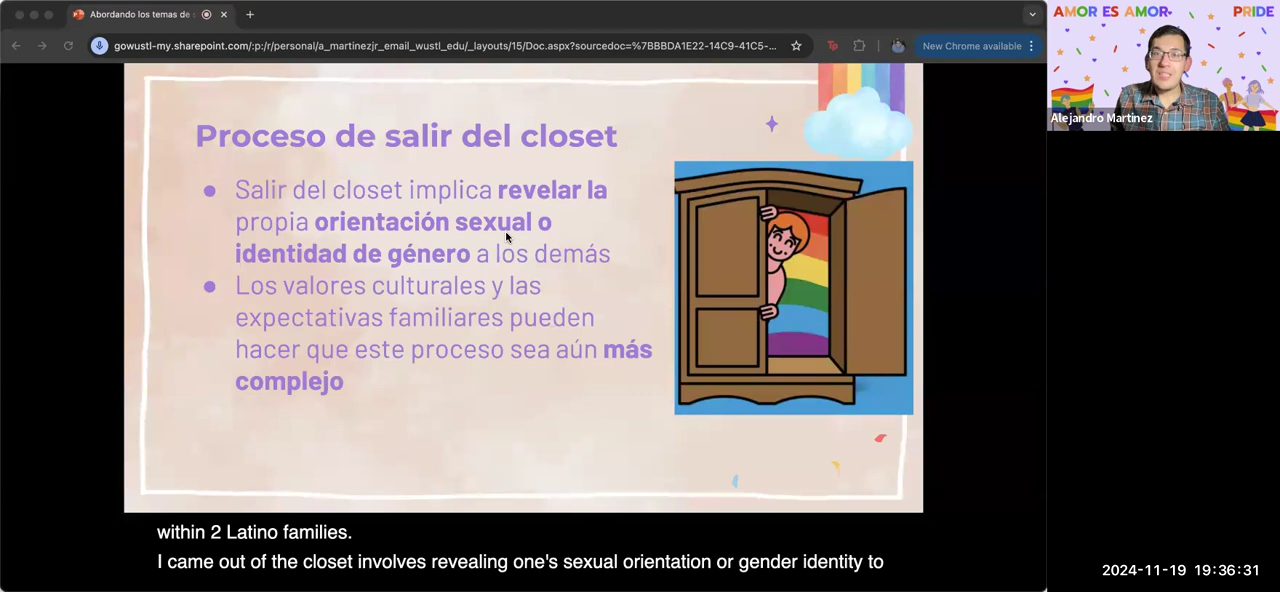 Abordando los temas de
gowustl-my.sharepoint.com/:p:/r/personal/a_martinezjr_email_wustl_edu/_layouts/15/Doc.aspx?sourcedoc=%7BBBDA1E22-14C9-41C5-...
New Chrome available
AMOR ES AMOR PRIDE
Alejandro Martinez
Proceso de salir del closet
● Salir del closet implica revelar la
propia orientación sexual o
identidad de género a los demás
● Los valores culturales y las
expectativas familiares pueden
hacer que este proceso sea aún más
complejo
within 2 Latino families.
I came out of the closet involves revealing one's sexual orientation or gender identity to
2024-11-19 19:36:31